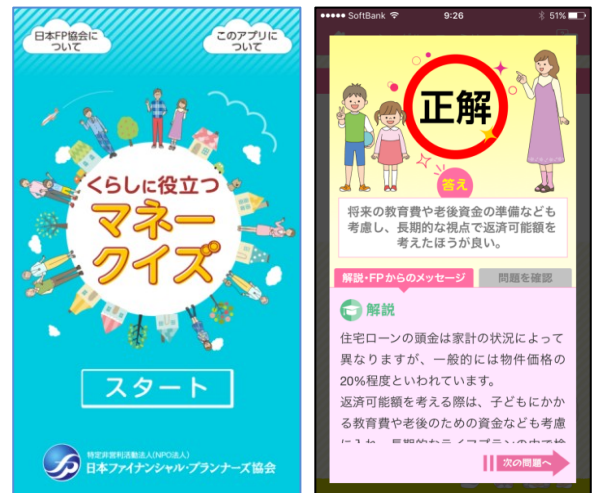 日本FP協会に
ついて
このアプリに
ついて
くらしに役立つ
マネー
クイズ
スタート
特定非営利活動法人(NPO法人)
日本ファイナンシャル・プランナーズ協会
SoftBank
9:26
51%
正解
答え
将来の教育費や老後資金の準備なども
考慮し、長期的な視点で返済可能額を
考えたほうが良い。
解説・FPからのメッセージ
問題を確認
解説
住宅ローンの頭金は家計の状況によって
異なりますが、一般的には物件価格の
20%程度といわれています。
返済可能額を考える際は、子どもにかか
る教育費や老後のための資金なども考慮
次の問題へ